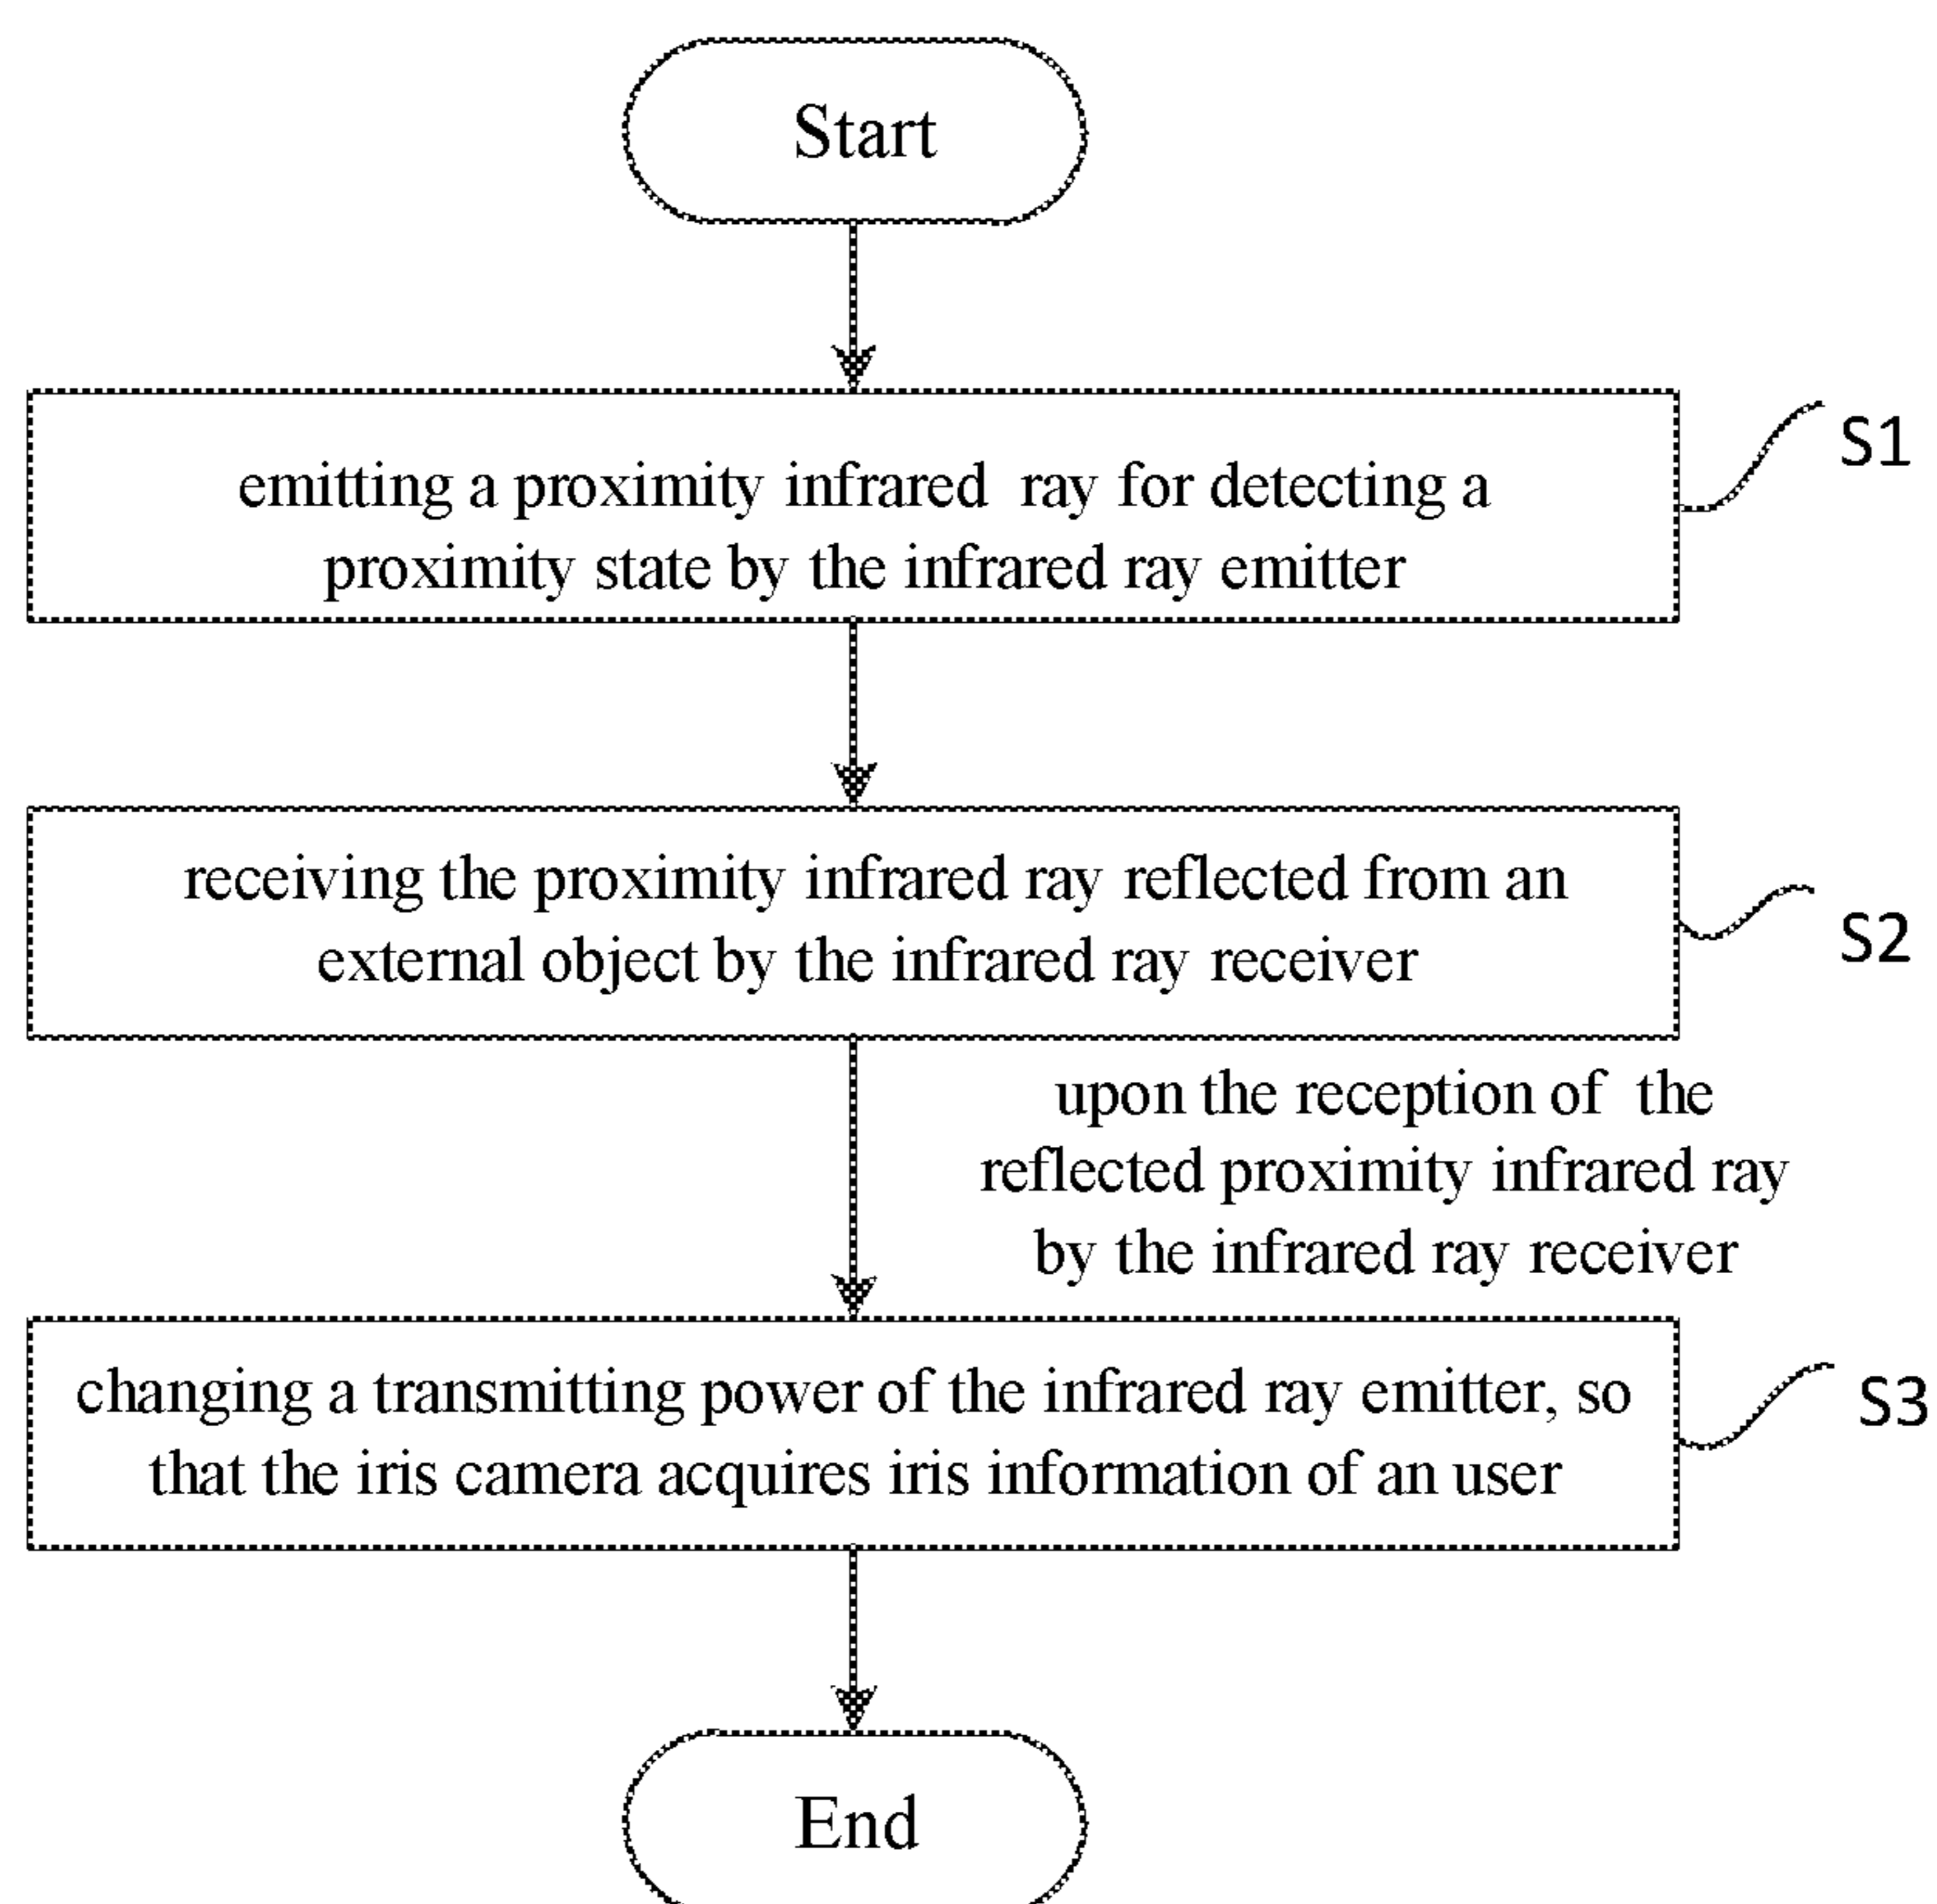 Start
emitting a proximity infrared ray for detecting a
proximity state by the infrared ray emitter
S1
receiving the proximity infrared ray reflected from an
external object by the infrared ray receiver
S2
upon the reception of the
reflected proximity infrared ray
by the infrared ray receiver
changing a transmitting power of the infrared ray emitter, so
that the iris camera acquires iris information of an user
S3
End